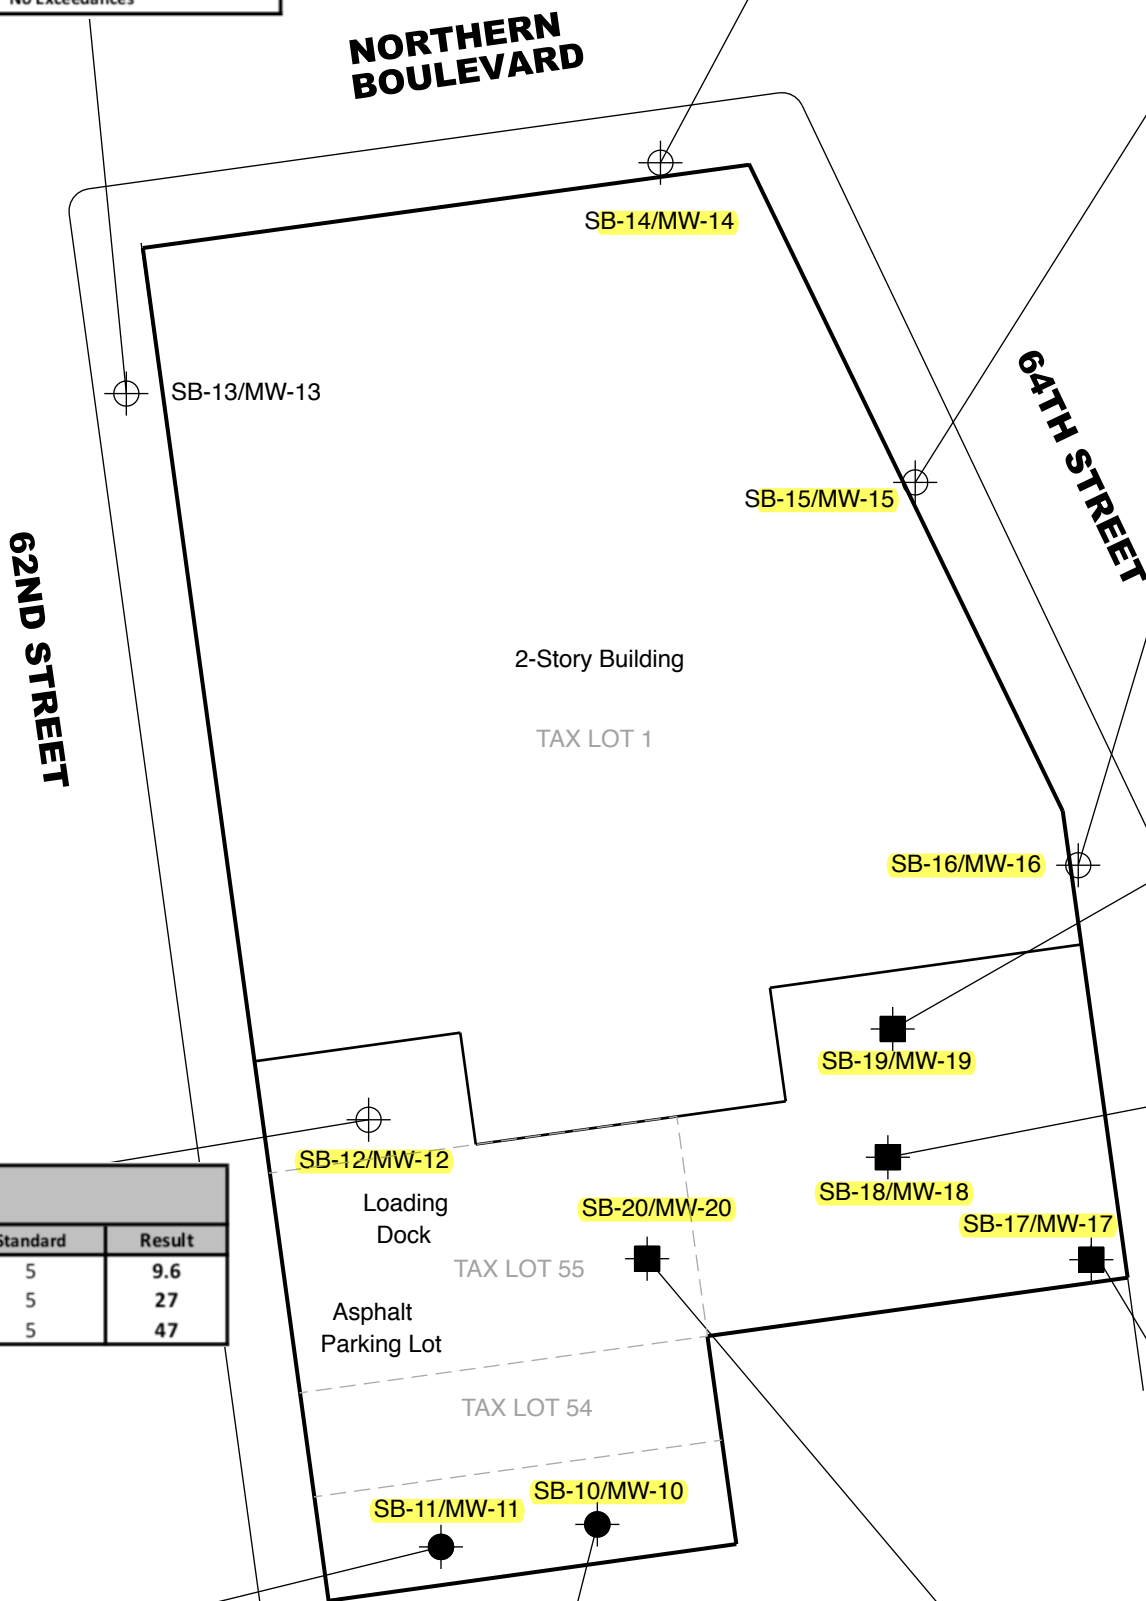 No Exceedances
NORTHERN
BOULEVARD
SB-14/MW-14
SB-13/MW-13
64TH STREET
SB-15/MW-15
62ND STREET
2-Story Building
TAX LOT 1
SB-16/MW-16
SB-19/MW-19
SB-12/MW-12
SB-18/MW-18
Loading
Dock
SB-20/MW-20
SB-17/MW-17
Standard Result
5 9.6
5 27
5 47
TAX LOT 55
Asphalt
Parking Lot
TAX LOT 54
SB-10/MW-10
SB-11/MW-11